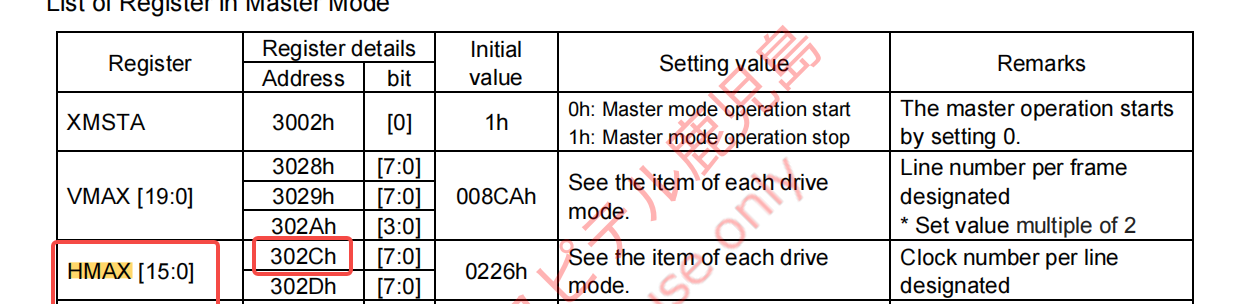 List of Register in Master Mode
Register
Register details
Initial value
Setting value
Remarks
Address
bit
XMSTA
3002h
[0]
1h
0h: Master mode operation start
1h: Master mode operation stop
The master operation starts
by setting 0.
VMAX [19:0]
3028h
[7:0]
3029h
[7:0]
302Ah
[3:0]
008CAh
See the item of each drive
mode.
Line number per frame
designated
* Set value multiple of 2
HMAX [15:0]
302Ch
[7:0]
302Dh
[7:0]
0226h
See the item of each drive
mode.
Clock number per line
designated
ピテル鹿児島
use only